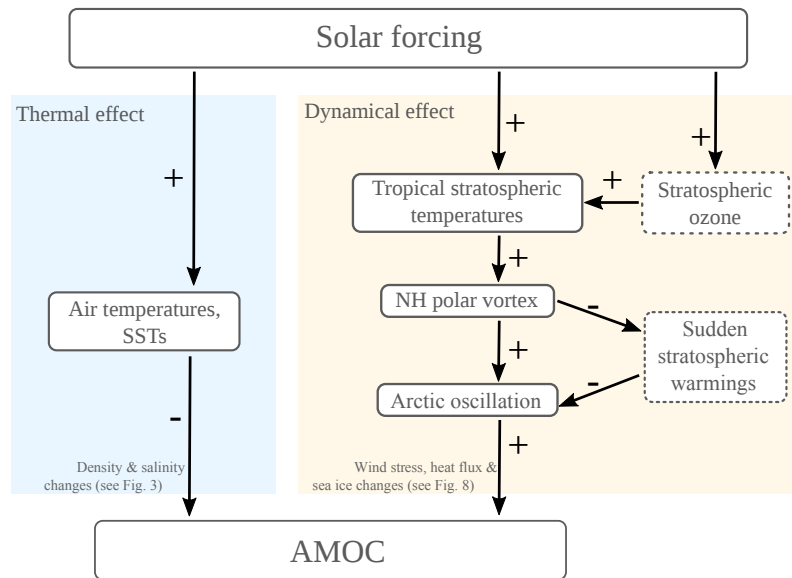 Solar forcing
Thermal effect
+
Air temperatures,
SSTs
-
Density & salinity
changes (see Fig. 3)
Dynamical effect
+
+
+
Tropical stratospheric
temperatures
Stratospheric
ozone
+
NH polar vortex
-
Sudden
stratospheric
warmings
+
-
Arctic oscillation
+
Wind stress, heat flux &
sea ice changes (see Fig. 8)
AMOC